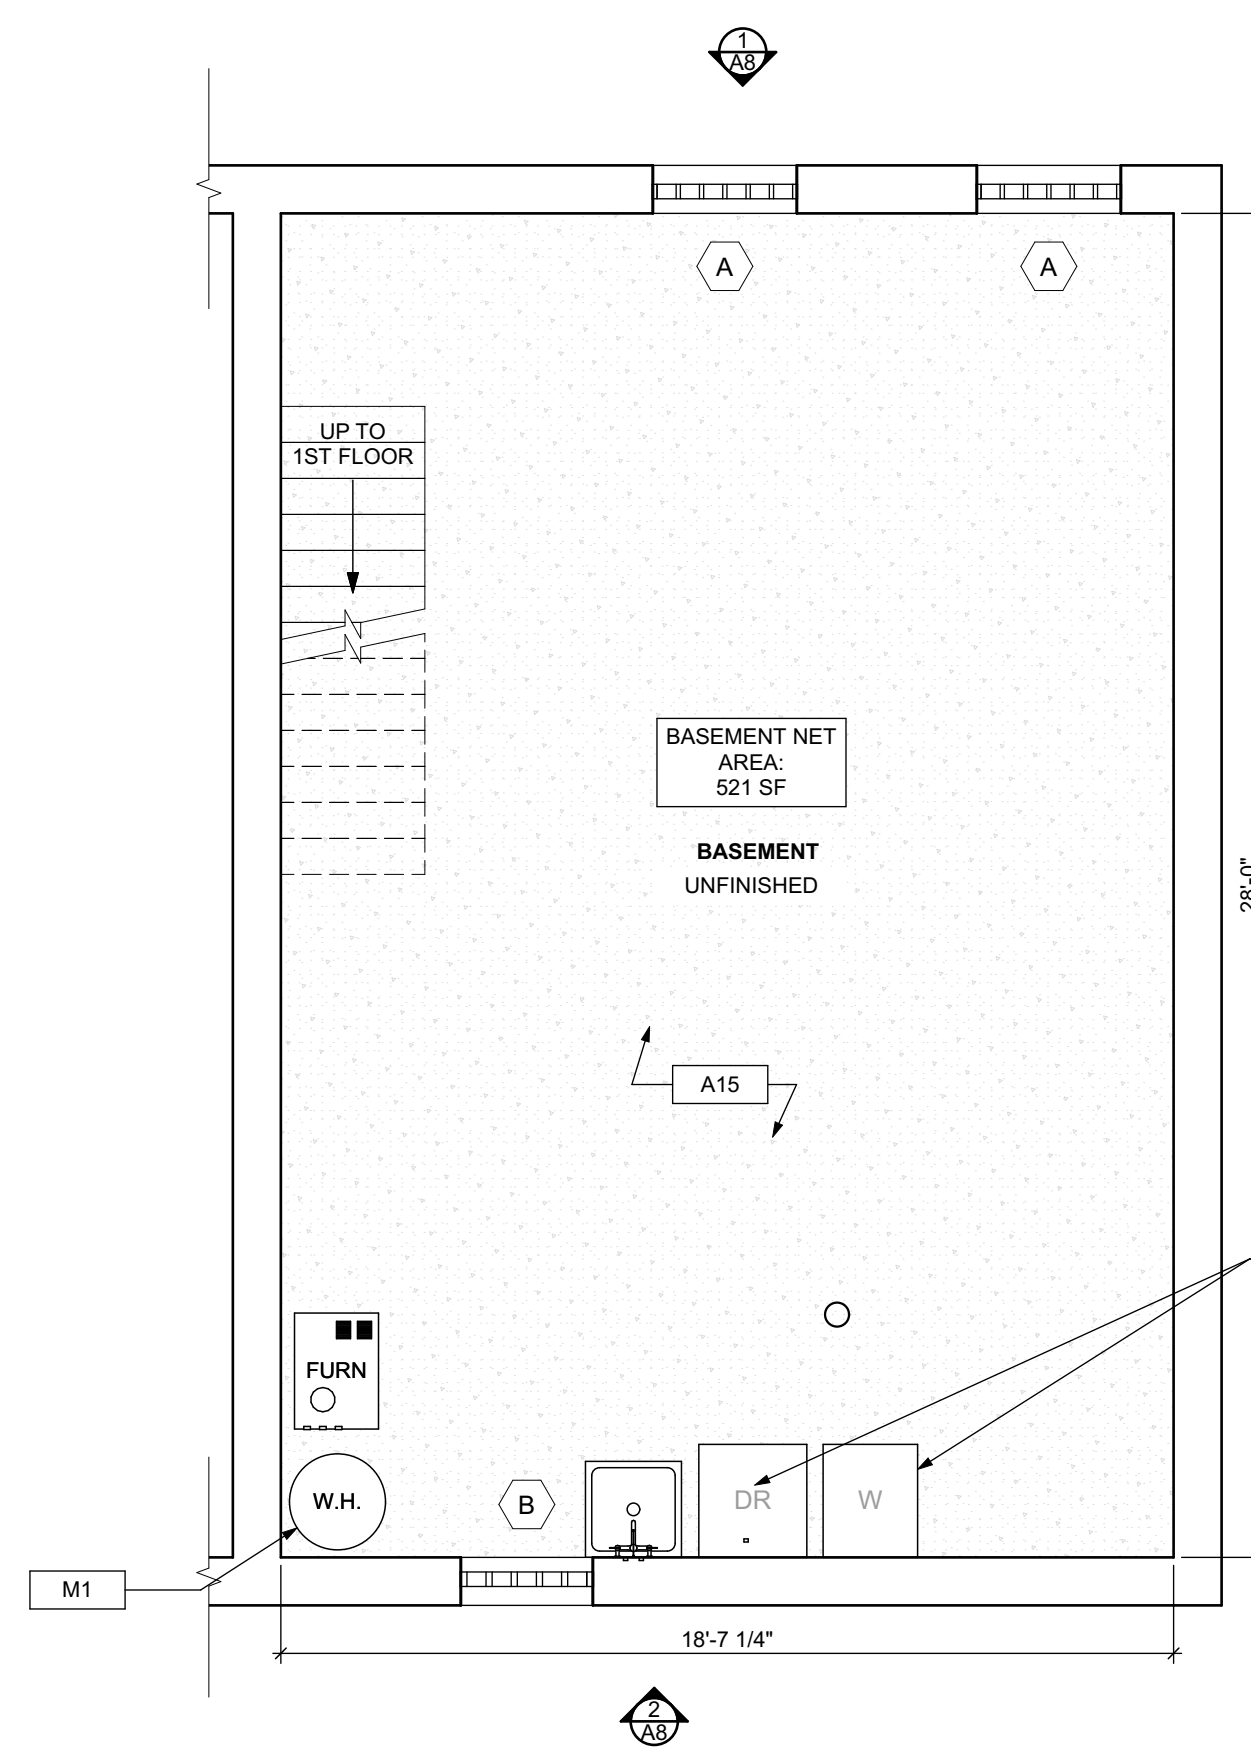 1
A8
A
A
UP TO
1ST FLOOR
BASEMENT NET
AREA:
521 SF
BASEMENT
UNFINISHED
28'-0"
A15
FURN
W.H.
B
DR
W
M1
18'-7 1/4"
2
A8